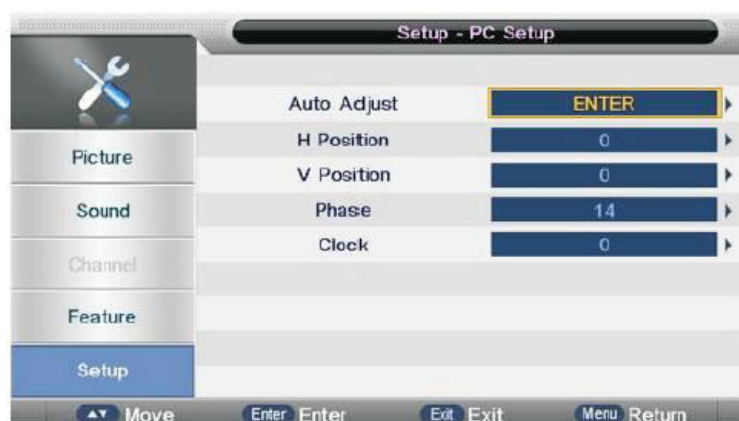 Setup - PC Setup
Auto Adjust ENTER
H Position 0
V Position 0
Phase 14
Clock 0
Picture
Sound
Channel
Feature
Setup
▲▼ Move Enter Enter Exit Exit Menu Return